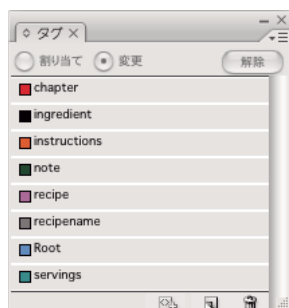 タグ
割り当て 変更 解除
chapter
ingredient
instructions
note
recipe
recipename
Root
servings